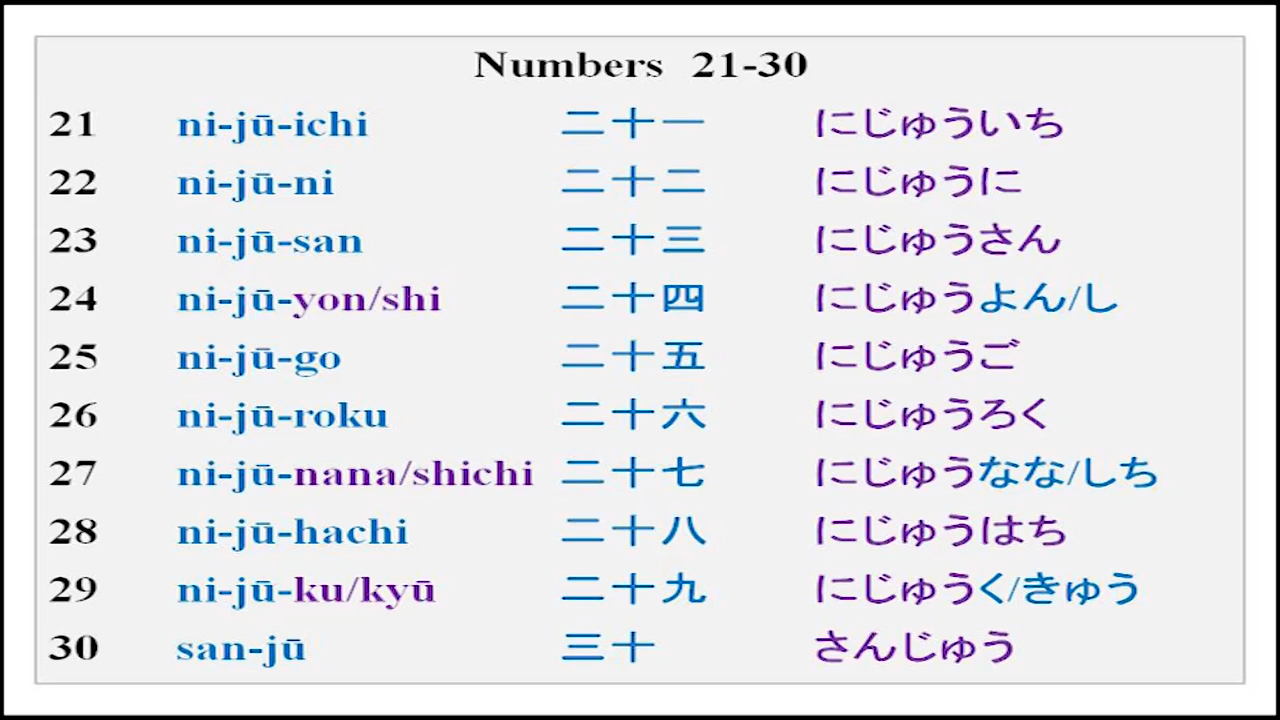 Numbers 21-30
21 ni-jū-ichi 二十一 にじゅういち
22 ni-jū-ni 二十二 にじゅうに
23 ni-jū-san 二十三 にじゅうさん
24 ni-jū-yon/shi 二十四 にじゅうよん/し
25 ni-jū-go 二十五 にじゅうご
26 ni-jū-roku 二十六 にじゅうろく
27 ni-jū-nana/shichi 二十七 にじゅうなな/しち
28 ni-jū-hachi 二十八 にじゅうはち
29 ni-jū-ku/kyū 二十九 にじゅうく/きゅう
30 san-jū 三十 さんじゅう